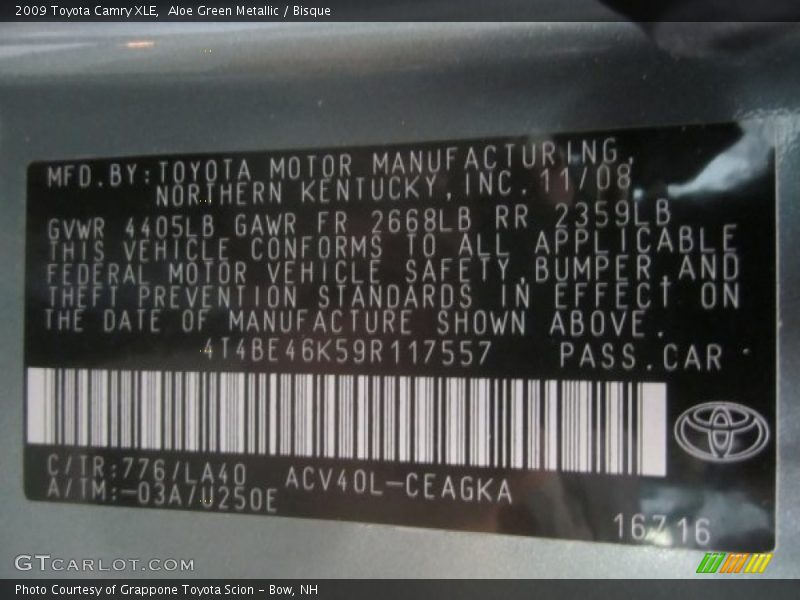 2009 Toyota Camry XLE,  Aloe Green Metallic / Bisque
MFD.BY:TOYOTA MOTOR MANUFACTURING,
NORTHERN KENTUCKY,INC. 11/08
GVWR 4405LB GAWR FR 2668LB RR 2359LB
THIS VEHICLE CONFORMS TO ALL APPLICABLE
FEDERAL MOTOR VEHICLE SAFETY,BUMPER,AND
THEFT PREVENTION STANDARDS IN EFFECT ON
THE DATE OF MANUFACTURE SHOWN ABOVE.
4T4BE46K59R117557 PASS.CAR
C/TR:776/LA40 ACV40L-CEAGKA
A/TM:-03A/U250E
16716
GTCARLOT.COM
Photo Courtesy of Grappone Toyota Scion - Bow, NH